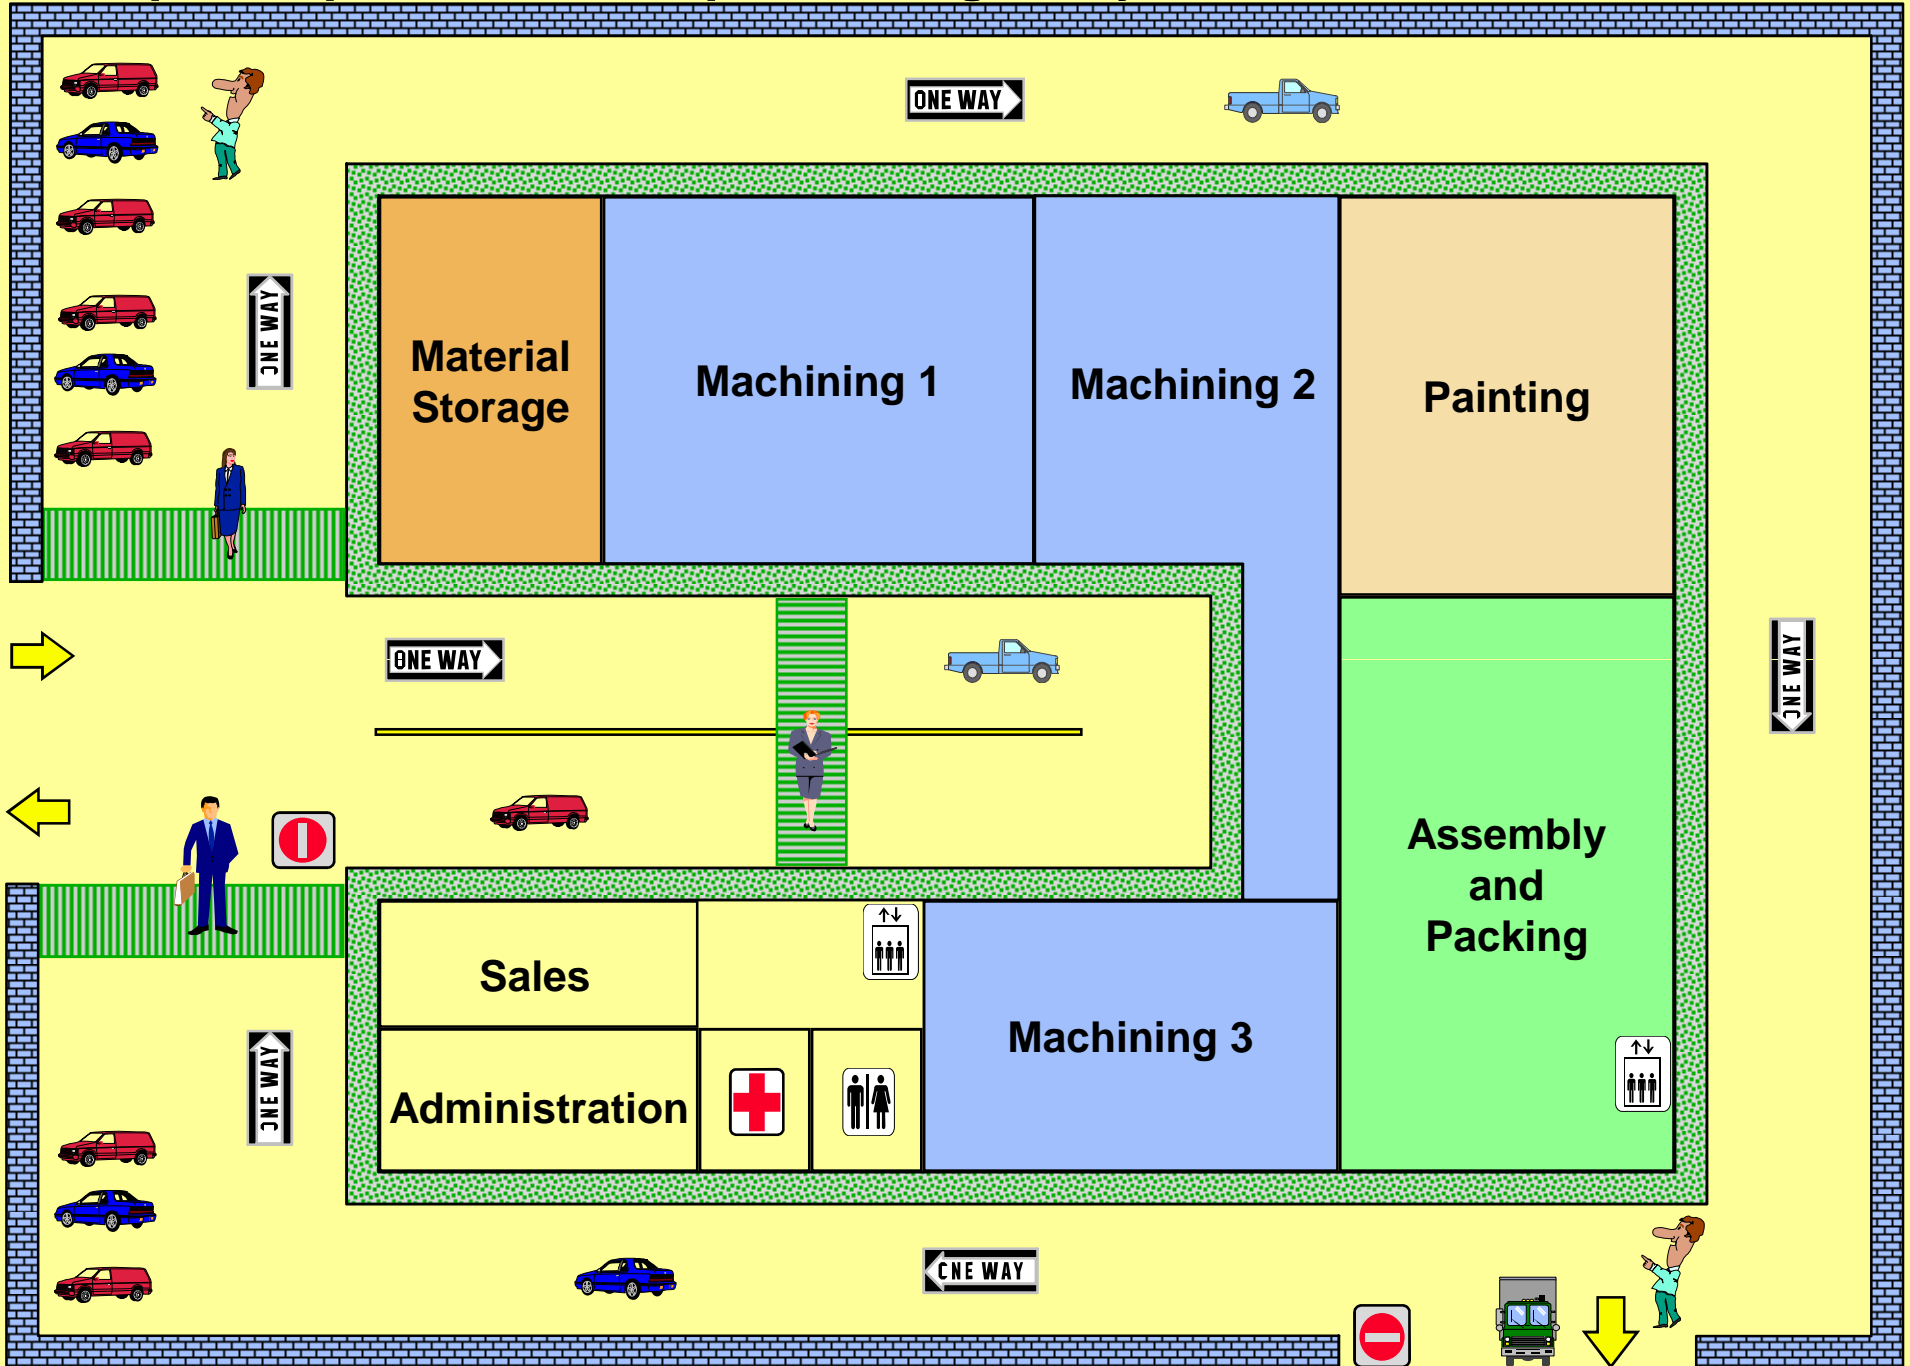 ONE WAY
Material
Storage
Machining 1
Machining 2
Painting
ONE WAY
ONE WAY
ONE WAY
Assembly
and
Packing
Sales
Machining 3
Administration
ONE WAY
ONE WAY